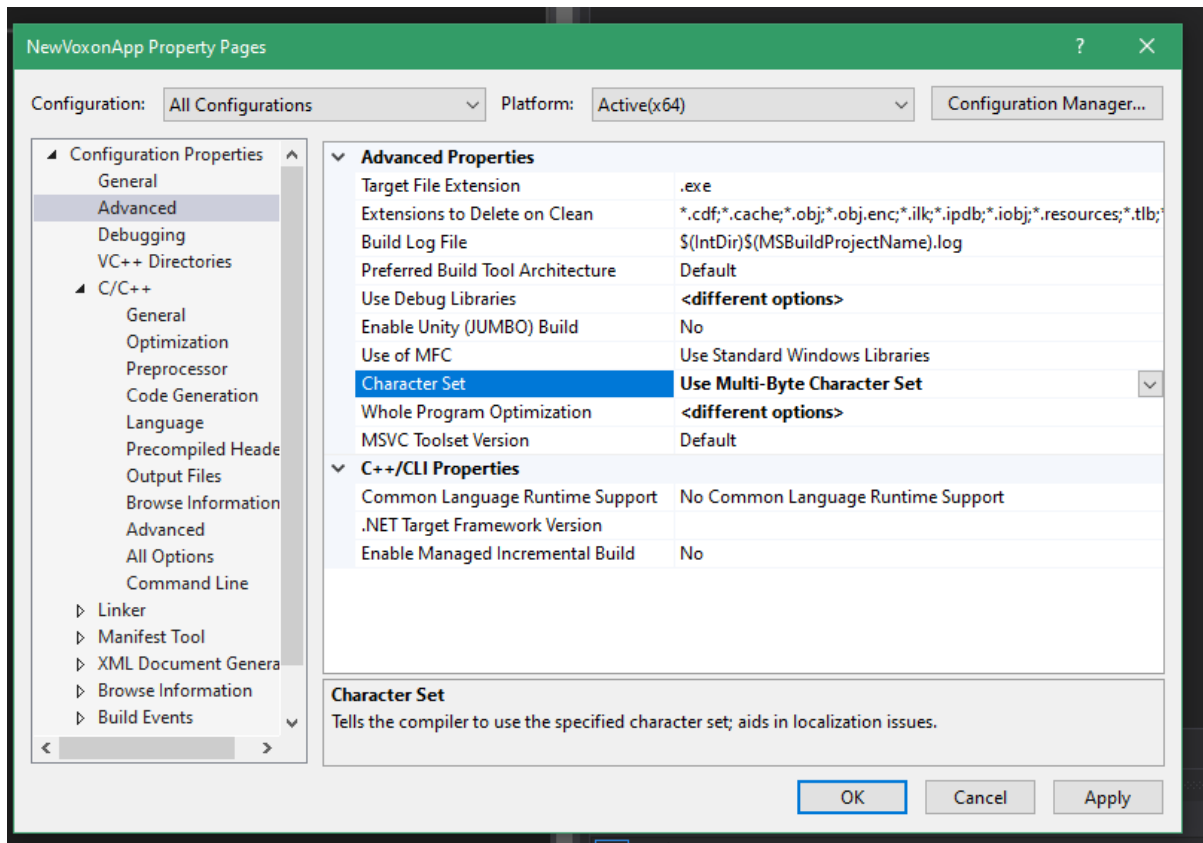 NewVoxonApp Property Pages ? ×
Configuration: All Configurations Platform: Active(x64) Configuration Manager...
Configuration Properties
General
Advanced
Debugging
VC++ Directories
C/C++
General
Optimization
Preprocessor
Code Generation
Language
Precompiled Heade
Output Files
Browse Information
Advanced
All Options
Command Line
Linker
Manifest Tool
XML Document Genera
Browse Information
Build Events
Advanced Properties
Target File Extension .exe
Extensions to Delete on Clean *.cdf;*.cache;*.obj;*.obj.enc;*.ilk;*.ipdb;*.iobj;*.resources;*.tlb;*
Build Log File $(IntDir)$(MSBuildProjectName).log
Preferred Build Tool Architecture Default
Use Debug Libraries <different options>
Enable Unity (JUMBO) Build No
Use of MFC Use Standard Windows Libraries
Character Set Use Multi-Byte Character Set
Whole Program Optimization <different options>
MSVC Toolset Version Default
C++/CLI Properties
Common Language Runtime Support No Common Language Runtime Support
.NET Target Framework Version
Enable Managed Incremental Build No
Character Set
Tells the compiler to use the specified character set; aids in localization issues.
OK Cancel Apply